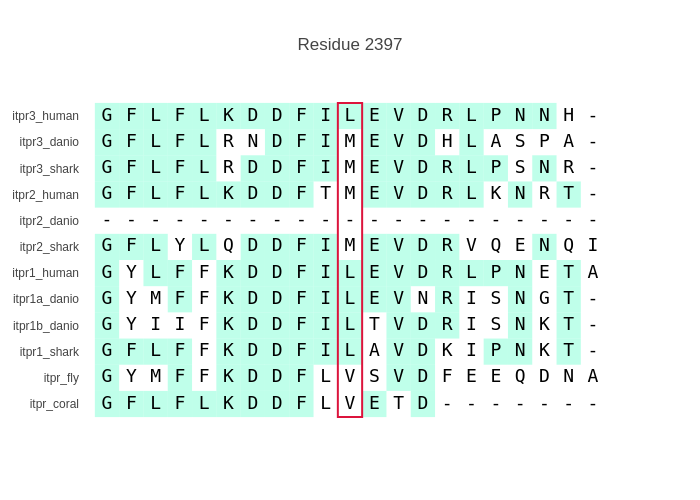 Residue 2397
itpr3_human G F L F L K D D F I L E V D R L P N N H -
itpr3_danio G F L F L R N D F I M E V D H L A S P A -
itpr3_shark G F L F L R D D F I M E V D R L P S N R -
itpr2_human G F L F L K D D F T M E V D R L K N R T -
itpr2_danio - - - - - - - - - - - - - - - - - - - - -
itpr2_shark G F L Y L Q D D F I M E V D R V Q E N Q I
itpr1_human G Y L F F K D D F I L E V D R L P N E T A
itpr1a_danio G Y M F F K D D F I L E V N R I S N G T -
itpr1b_danio G Y I I F K D D F I L T V D R I S N K T -
itpr1_shark G F L F F K D D F I L A V D K I P N K T -
itpr_fly G Y M F F K D D F L V S V D F E E Q D N A
itpr_coral G F L F L K D D F L V E T D - - - - - - -